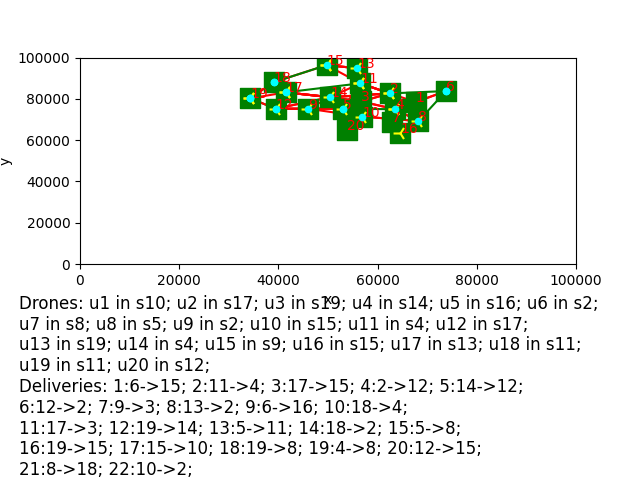 100000
80000
60000
40000
20000
0
y
0 20000 40000 60000 80000 100000
x
Drones: u1 in s10; u2 in s17; u3 in s19; u4 in s14; u5 in s16; u6 in s2;
u7 in s8; u8 in s5; u9 in s2; u10 in s15; u11 in s4; u12 in s17;
u13 in s19; u14 in s4; u15 in s9; u16 in s15; u17 in s13; u18 in s11;
u19 in s11; u20 in s12;
Deliveries: 1:6->15; 2:11->4; 3:17->15; 4:2->12; 5:14->12;
6:12->2; 7:9->3; 8:13->2; 9:6->16; 10:18->4;
11:17->3; 12:19->14; 13:5->11; 14:18->2; 15:5->8;
16:19->15; 17:15->10; 18:19->8; 19:4->8; 20:12->15;
21:8->18; 22:10->2;